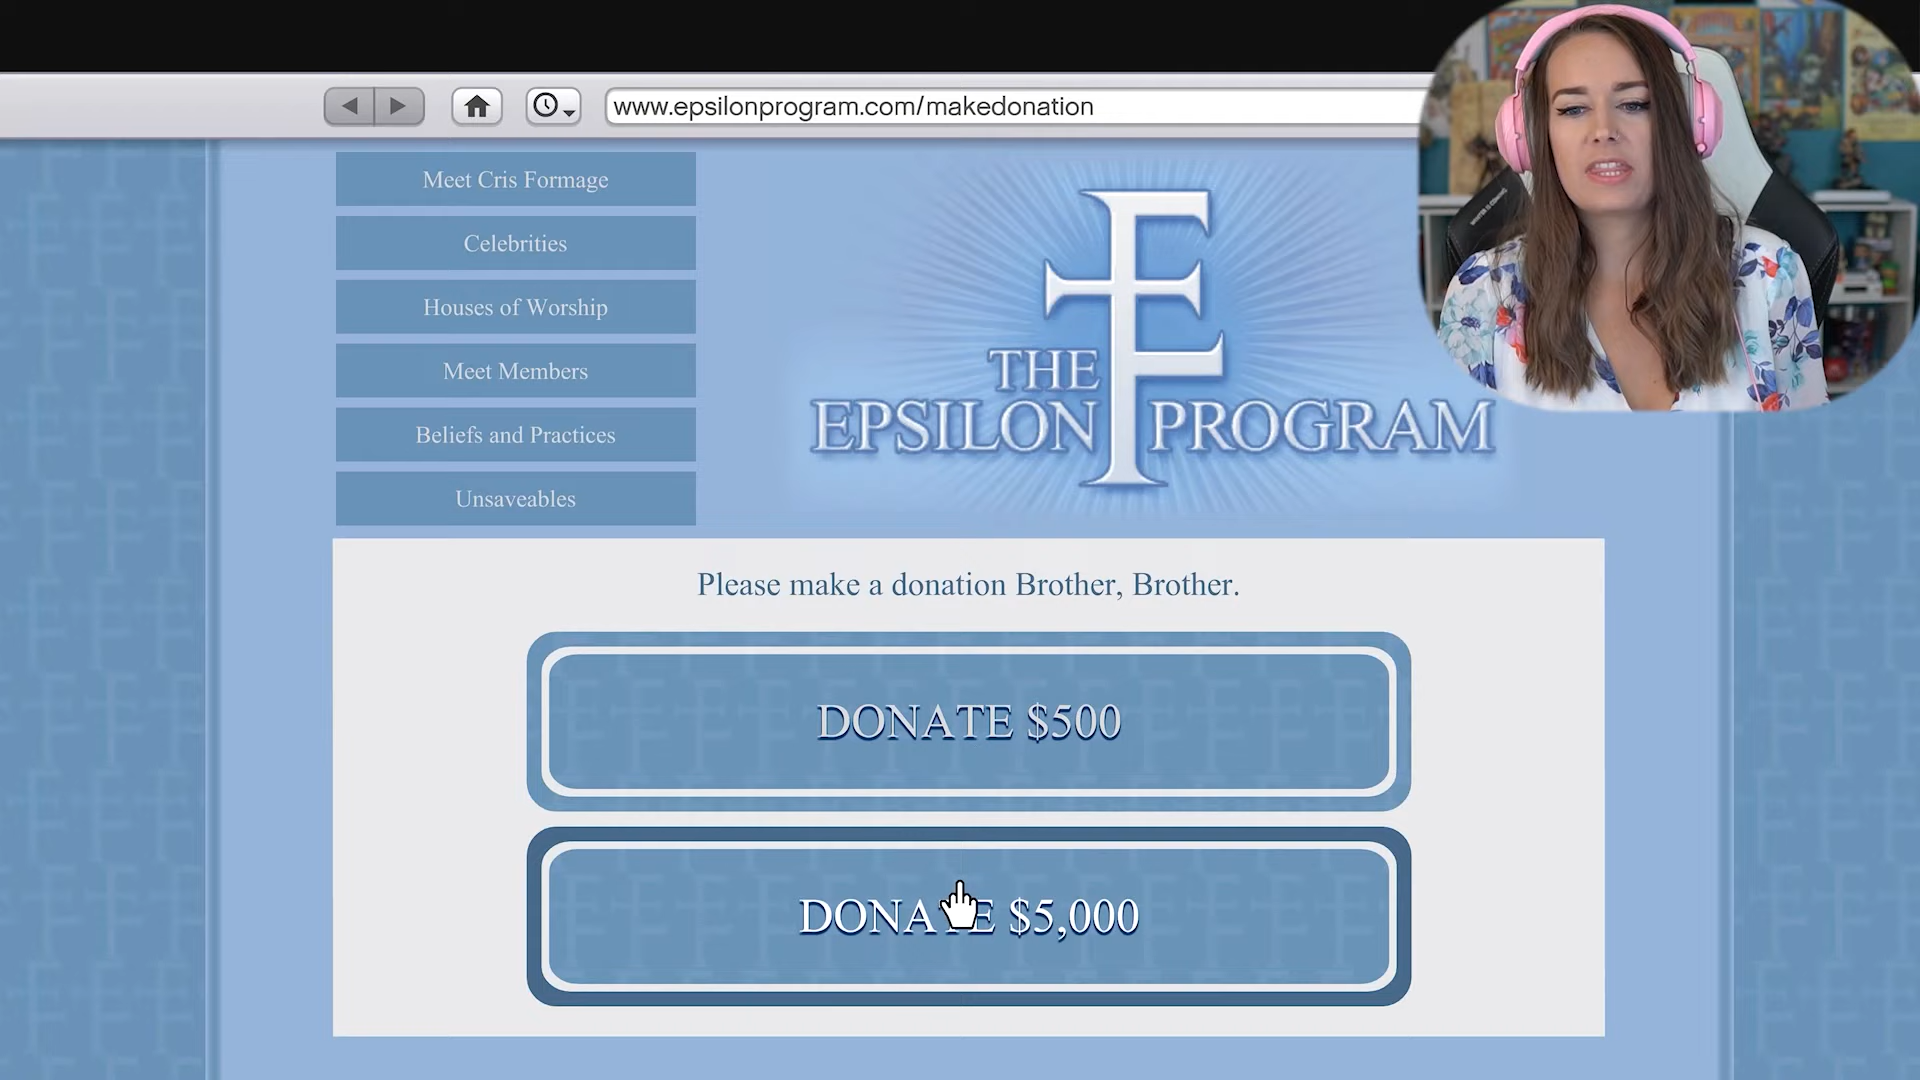 www.epsilonprogram.com/makedonation
Meet Cris Formage
Celebrities
Houses of Worship
Meet Members
Beliefs and Practices
Unsaveables
THE
EPSILON PROGRAM
Please make a donation Brother, Brother.
DONATE $500
DONATE $5,000